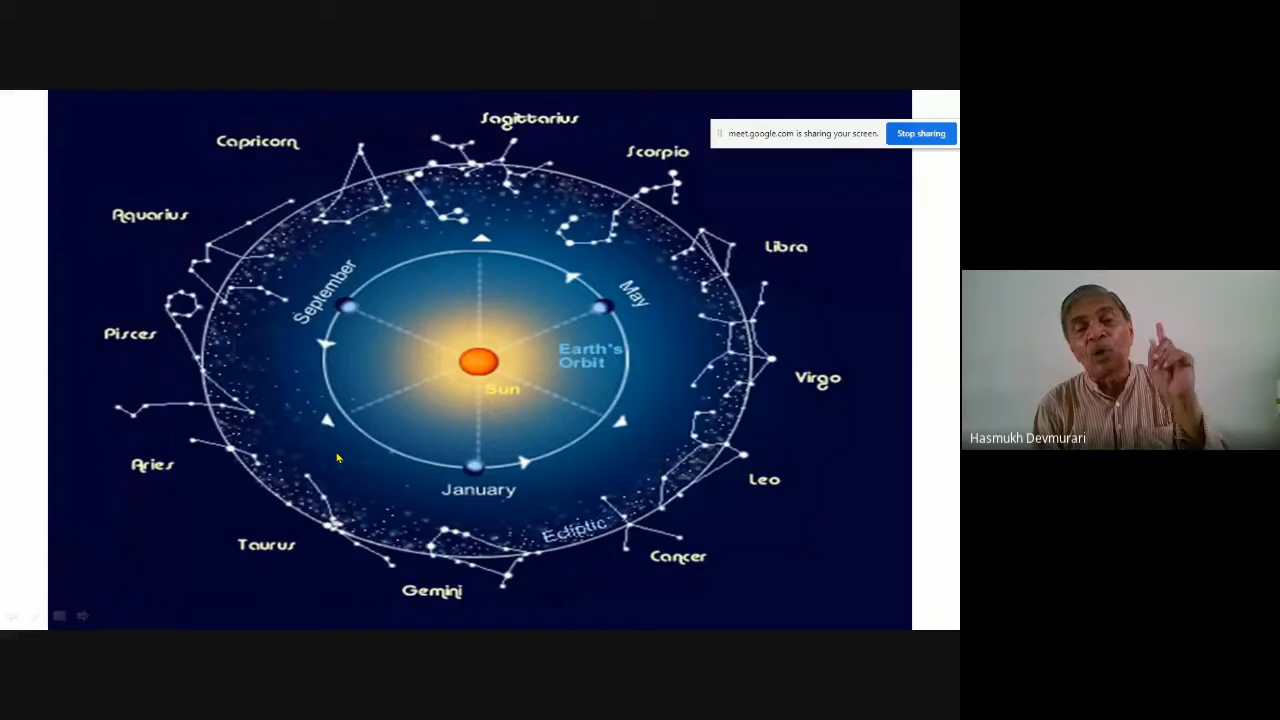 Sagittarius
meet.google.com is sharing your screen.
Stop sharing
Capricorn
Scorpio
Aquarius
Libra
September
May
Pisces
Earth's
Orbit
Sun
Virgo
Hasmukh Devmurari
Aries
January
Leo
Ecliptic
Taurus
Cancer
Gemini